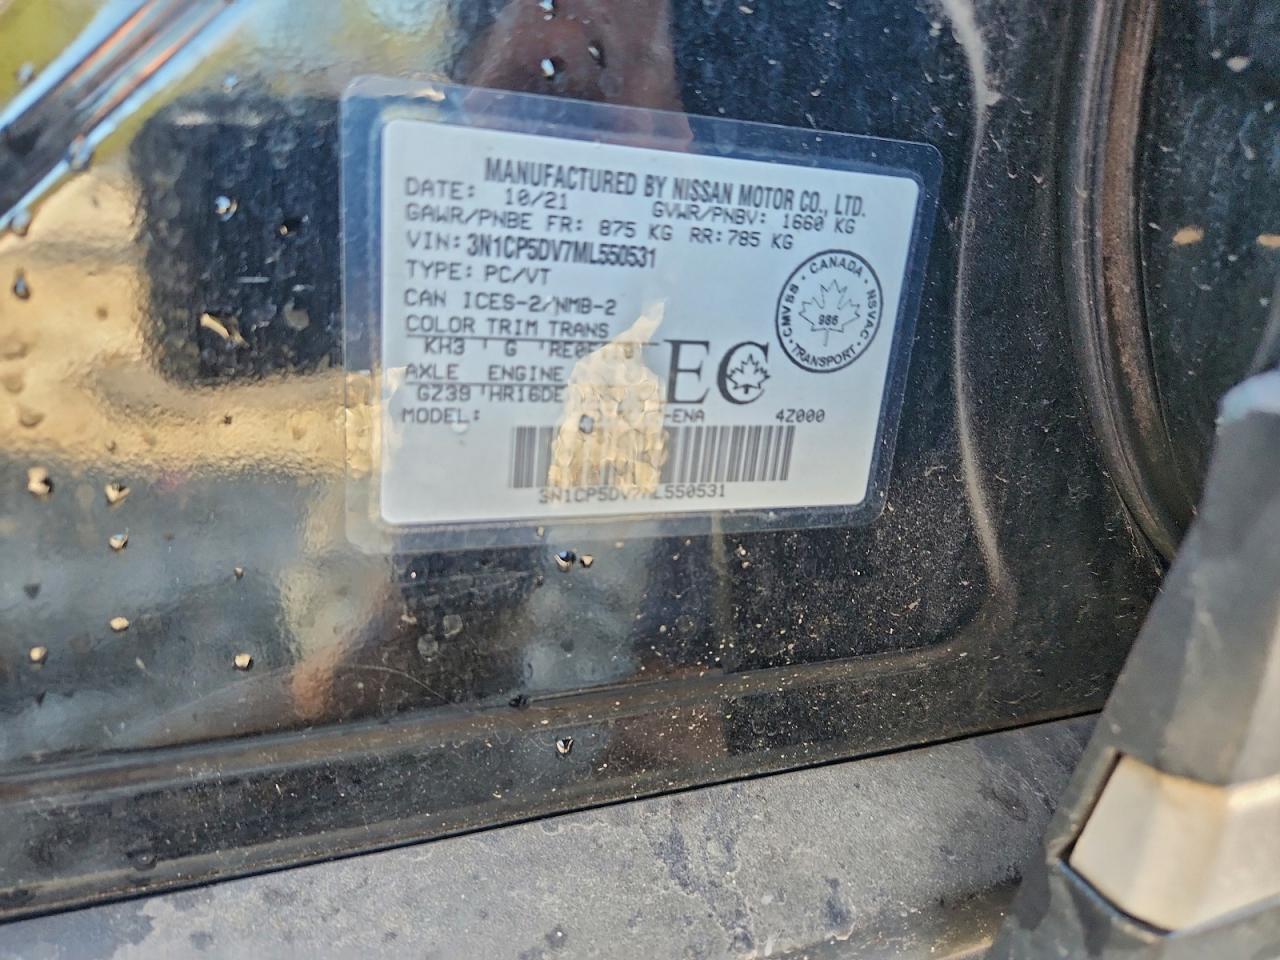 MANUFACTURED BY NISSAN MOTOR CO., LTD.
DATE: 10/21 GVWR/PNBV: 1660 KG
GAWR/PNBE FR: 875 KG RR: 785 KG
VIN: 3N1CP5DV7ML550531
TYPE: PC/VT
CAN ICES-2/NMB-2
COLOR TRIM TRANS
KH3 G
AXLE ENGINE
GZ39 HR16DE
MODEL: -ENA 4Z000
EC
CANADA · NSVAC · TRANSPORT · CMVSS ·
986
3N1CP5DV7ML550531